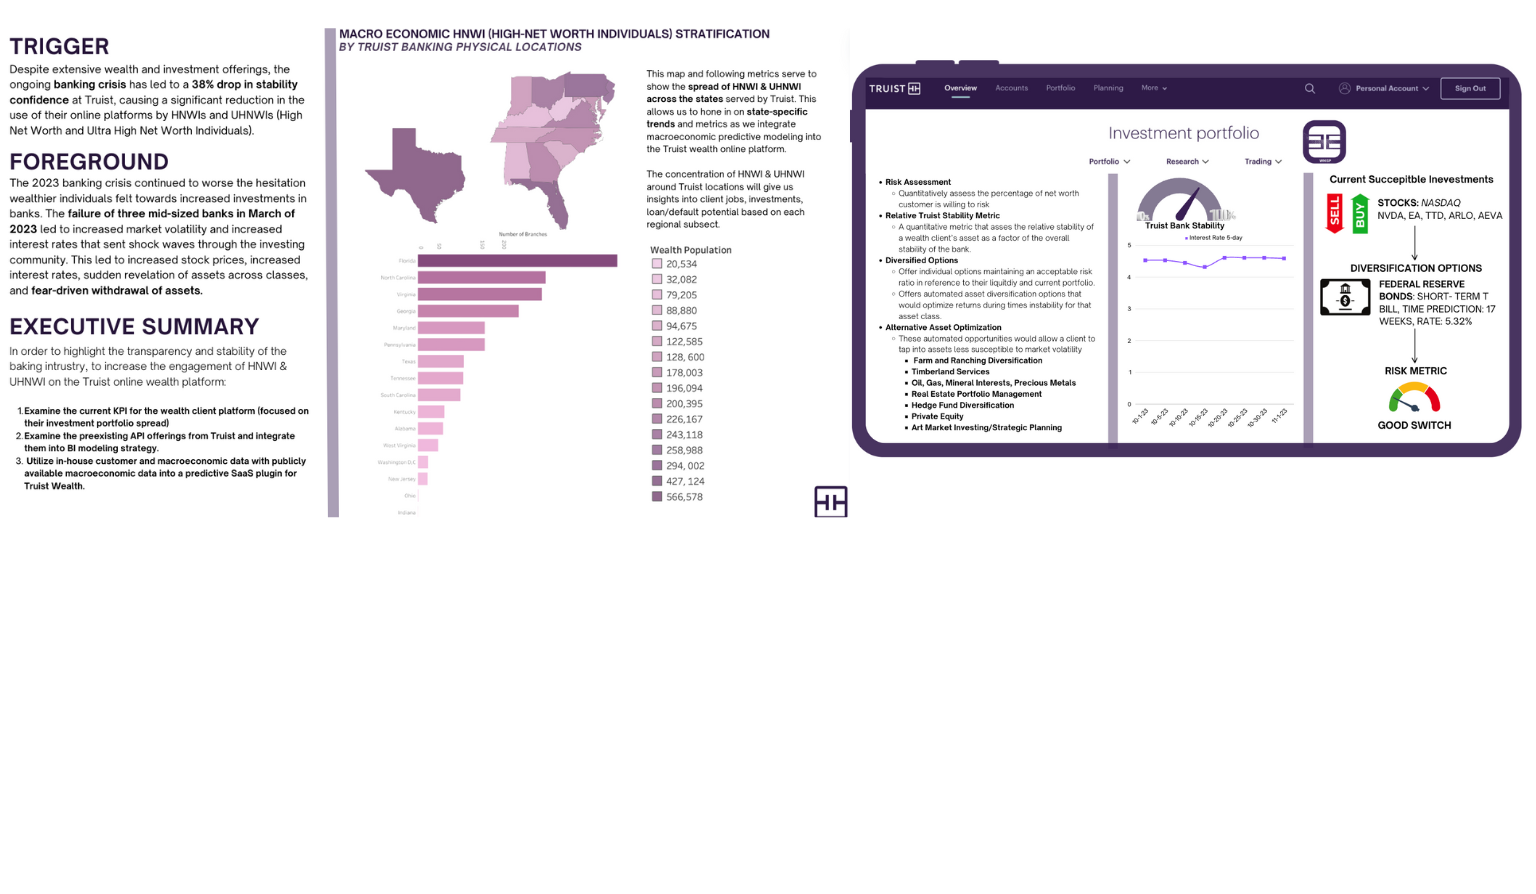 TRIGGER
Despite extensive wealth and investment offerings, the
ongoing banking crisis has led to a 38% drop in stability
confidence at Truist, causing a significant reduction in the
use of their online platforms by HNWIs and UHNWIs (High
Net Worth and Ultra High Net Worth Individuals).
FOREGROUND
The 2023 banking crisis continued to worse the hesitation
wealthier individuals felt towards increased investments in
banks. The failure of three mid-sized banks in March of
2023 led to increased market volatility and increased
interest rates that sent shock waves through the investing
community. This led to increased stock prices, increased
interest rates, sudden revelation of assets across classes,
and fear-driven withdrawal of assets.
EXECUTIVE SUMMARY
In order to highlight the transparency and stability of the
baking intrustry, to increase the engagement of HNWI &
UHNWI on the Truist online wealth platform:
1. Examine the current KPI for the wealth client platform (focused on
their investment portfolio spread)
2. Examine the preexisting API offerings from Truist and integrate
them into BI modeling strategy.
3. Utilize in-house customer and macroeconomic data with publicly
available macroeconomic data into a predictive SaaS plugin for
Truist Wealth.
MACRO ECONOMIC HNWI (HIGH-NET WORTH INDIVIDUALS) STRATIFICATION
BY TRUIST BANKING PHYSICAL LOCATIONS
This map and following metrics serve to
show the spread of HNWI & UHNWI
across the states served by Truist. This
allows us to hone in on state-specific
trends and metrics as we integrate
macroeconomic predictive modeling into
the Truist wealth online platform.
The concentration of HNWI & UHNWI
around Truist locations will give us
insights into client jobs, investments,
loan/default potential based on each
regional subsect.
Number of Branches
Florida
North Carolina
Virginia
Georgia
Maryland
Pennsylvania
Texas
Tennessee
South Carolina
Kentucky
Alabama
West Virginia
Washington D.C
New Jersey
Ohio
Indiana
Wealth Population
20,534
32,082
79,205
88,880
94,675
122,585
128, 600
178,003
196,094
200,395
226,167
243,118
258,988
294, 002
427, 124
566,578
TRUIST Overview Accounts Portfolio Planning More Personal Account Sign Out
Investment portfolio
Portfolio Research Trading
• Risk Assessment
◦ Quantitatively assess the percentage of net worth
customer is willing to risk
• Relative Truist Stability Metric
◦ A quantitative metric that asses the relative stability of
a wealth client's asset as a factor of the overall
stability of the bank.
• Diversified Options
◦ Offer individual options maintaining an acceptable risk
ratio in reference to their liquitdiy and current portfolio.
◦ Offers automated asset diversification options that
would optimize returns during times instability for that
asset class.
• Alternative Asset Optimization
◦ These automated opportunities would allow a client to
tap into assets less susceptible to market volatility
▪ Farm and Ranching Diversification
▪ Timberland Services
▪ Oil, Gas, Mineral Interests, Precious Metals
▪ Real Estate Portfolio Management
▪ Hedge Fund Diversification
▪ Private Equity
▪ Art Market Investing/Strategic Planning
Truist Bank Stability
Interest Rate 5-day
5
4
3
2
1
0
10-1-23
10-5-23
10-10-23
10-15-23
10-20-23
10-25-23
10-30-23
11-1-23
Current Succepitble Inevestments
SELL
BUY
STOCKS: NASDAQ
NVDA, EA, TTD, ARLO, AEVA
DIVERSIFICATION OPTIONS
FEDERAL RESERVE
BONDS: SHORT- TERM T
BILL, TIME PREDICTION: 17
WEEKS, RATE: 5.32%
RISK METRIC
GOOD SWITCH